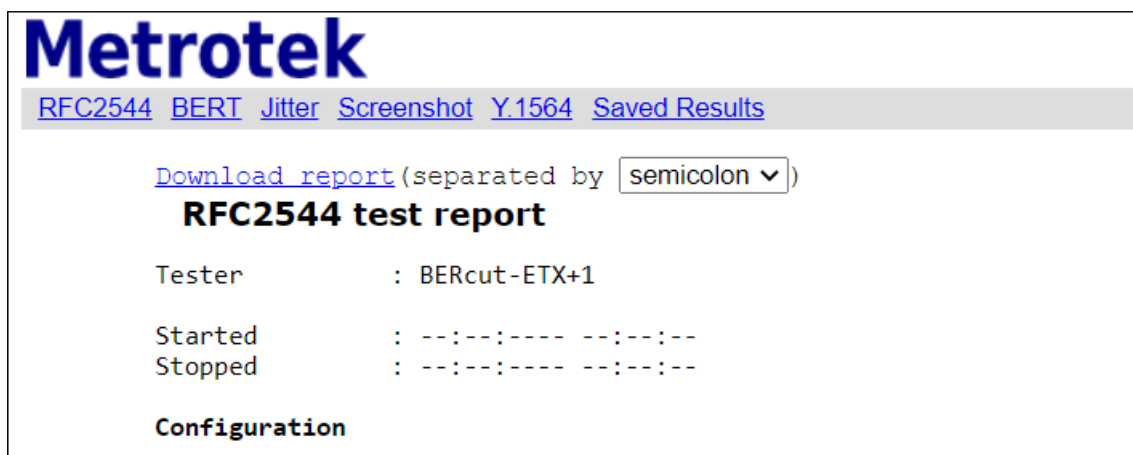 Metrotek
RFC2544 BERT Jitter Screenshot Y.1564 Saved Results
Download report(separated by semicolon)
RFC2544 test report
Tester : BERcut-ETX+1
Started : --:--:---- --:--:--
Stopped : --:--:---- --:--:--
Configuration